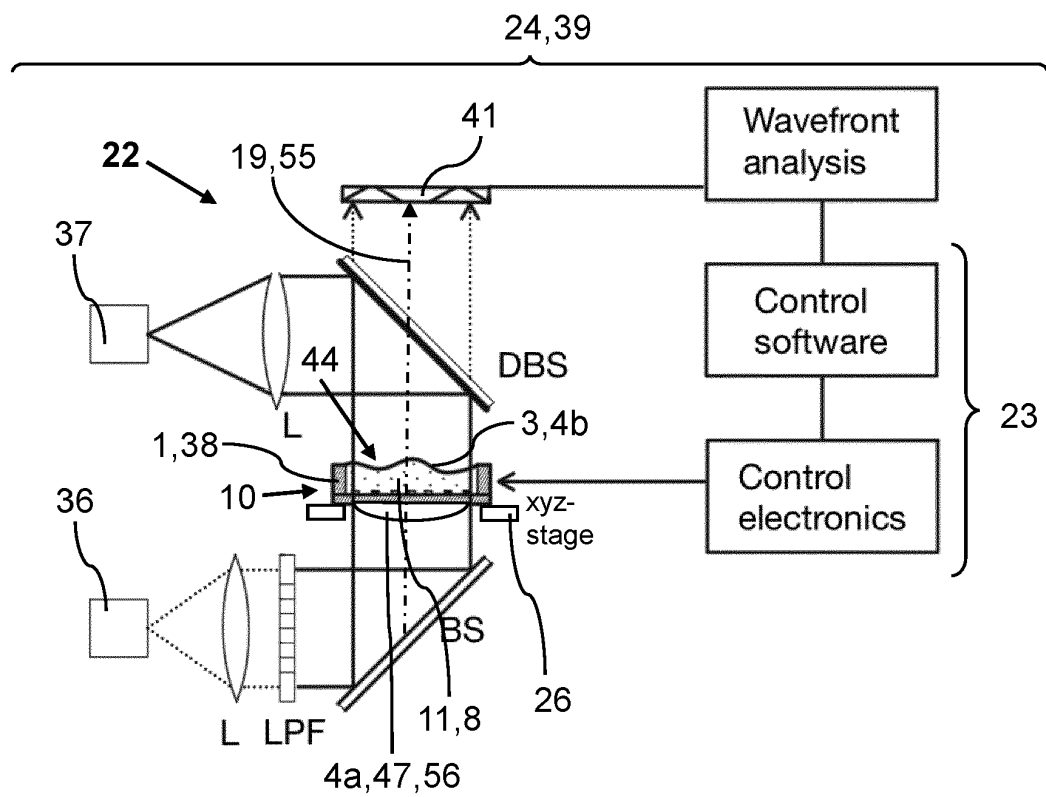 24,39
41
Wavefront
analysis
22
19,55
37
Control
software
DBS
44
L
3,4b
23
1,38
10
xyz-
stage
Control
electronics
36
BS
26
L
LPF
11,8
4a,47,56